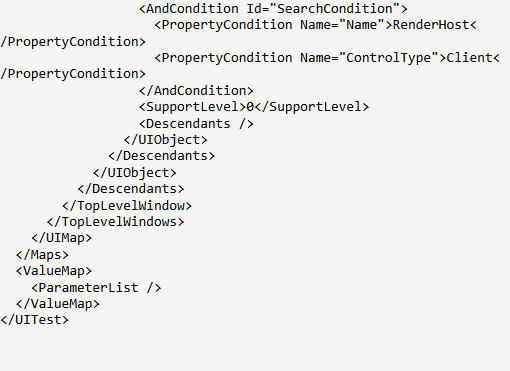 <AndCondition Id="SearchCondition">
<PropertyCondition Name="Name">RenderHost<
/PropertyCondition>
<PropertyCondition Name="ControlType">Client<
/PropertyCondition>
</AndCondition>
<SupportLevel>0</SupportLevel>
<Descendants />
</UIObject>
</Descendants>
</UIObject>
</Descendants>
</TopLevelWindow>
</TopLevelWindows>
</UIMap>
</Maps>
<ValueMap>
<ParameterList />
</ValueMap>
</UITest>